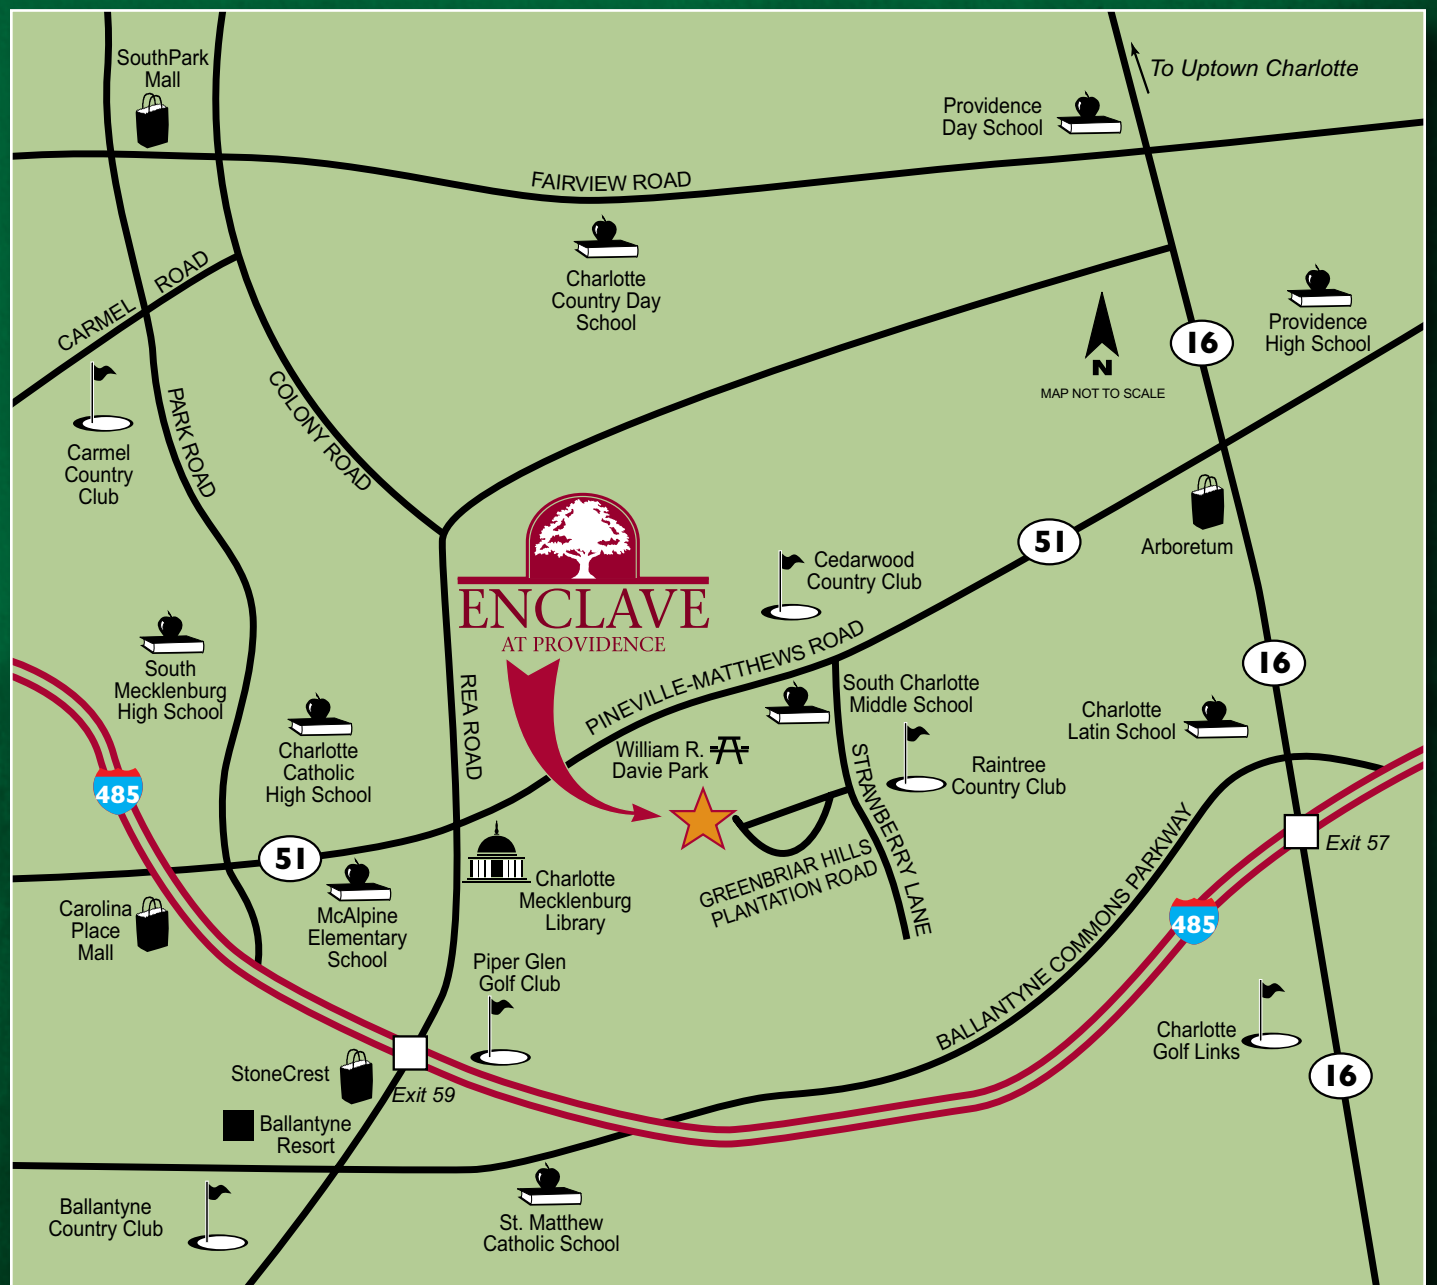 SouthPark
Mall
To Uptown Charlotte
Providence
Day School
FAIRVIEW ROAD
Charlotte
Country Day
School
CARMEL ROAD
Providence
High School
16
N
MAP NOT TO SCALE
Carmel
Country
Club
PARK ROAD
COLONY ROAD
51
Arboretum
Cedarwood
Country Club
ENCLAVE
AT PROVIDENCE
PINEVILLE-MATTHEWS ROAD
16
South
Mecklenburg
High School
REA ROAD
South Charlotte
Middle School
Charlotte
Latin School
Charlotte
Catholic
High School
William R.
Davie Park
STRAWBERRY LANE
Raintree
Country Club
485
51
Exit 57
GREENBRIAR HILLS
PLANTATION ROAD
BALLANTYNE COMMONS PARKWAY
Charlotte
Mecklenburg
Library
McAlpine
Elementary
School
Carolina
Place
Mall
485
Piper Glen
Golf Club
Charlotte
Golf Links
StoneCrest
Exit 59
16
Ballantyne
Resort
Ballantyne
Country Club
St. Matthew
Catholic School